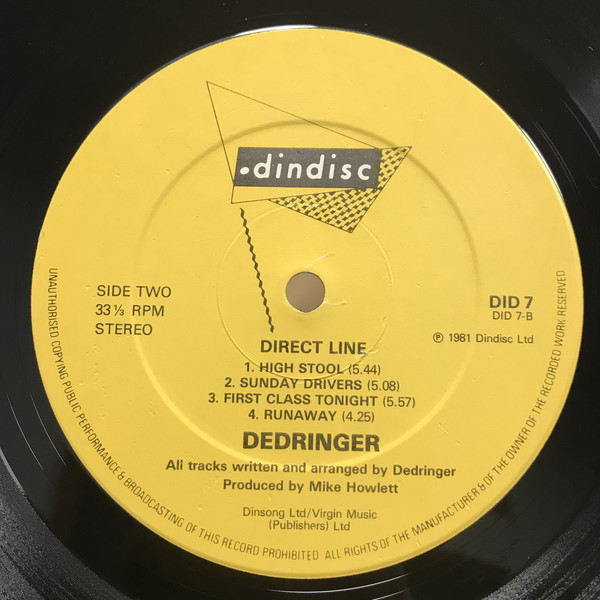 .dindisc
SIDE TWO
33⅓ RPM
STEREO
DID 7
DID 7-B
℗ 1981 Dindisc Ltd
DIRECT LINE
1. HIGH STOOL (5.44)
2. SUNDAY DRIVERS (5.08)
3. FIRST CLASS TONIGHT (5.57)
4. RUNAWAY (4.25)
DEDRINGER
All tracks written and arranged by Dedringer
Produced by Mike Howlett
Dinsong Ltd/Virgin Music
(Publishers) Ltd
UNAUTHORISED COPYING PUBLIC PERFORMANCE & BROADCASTING OF THIS RECORD PROHIBITED ALL RIGHTS OF THE MANUFACTURER & OF THE OWNER OF THE RECORDED WORK RESERVED